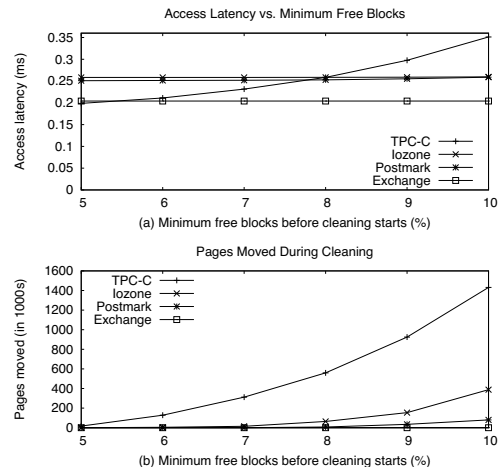 Access Latency vs. Minimum Free Blocks
Access latency (ms)
0.35
0.3
0.25
0.2
0.15
0.1
0.05
0
TPC-C
Iozone
Postmark
Exchange
5 6 7 8 9 10
(a) Minimum free blocks before cleaning starts (%)
Pages Moved During Cleaning
Pages moved (in 1000s)
1600
1400
1200
1000
800
600
400
200
0
TPC-C
Iozone
Postmark
Exchange
5 6 7 8 9 10
(b) Minimum free blocks before cleaning starts (%)